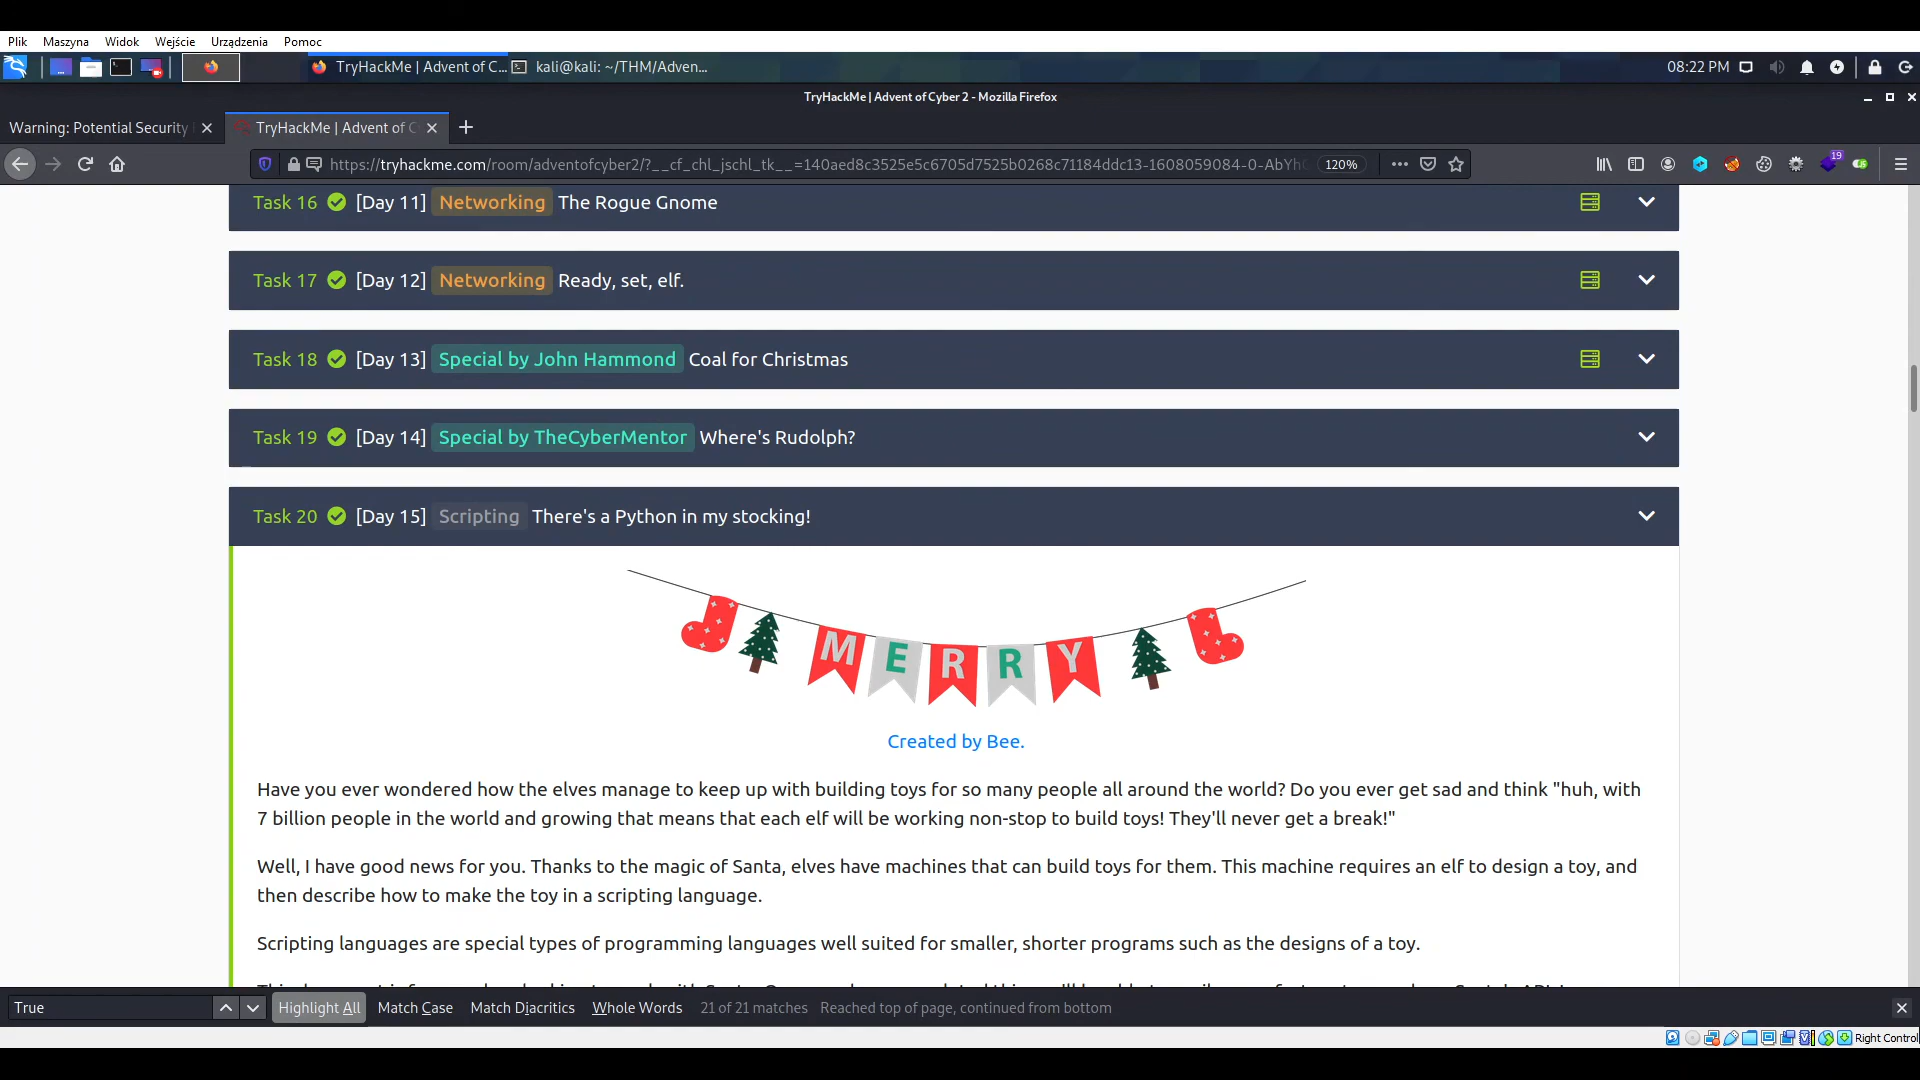 Plik Maszyna Widok Wejście Urządzenia Pomoc
TryHackMe | Advent of C... kali@kali: ~/THM/Adven... 08:22 PM
TryHackMe | Advent of Cyber 2 - Mozilla Firefox
Warning: Potential Security TryHackMe | Advent of C
https://tryhackme.com/room/adventofcyber2/?__cf_chl_jschl_tk__=140aed8c3525e5c6705d7525b0268c71184ddc13-1608059084-0-AbYh 120% 19
Task 16 [Day 11] Networking The Rogue Gnome
Task 17 [Day 12] Networking Ready, set, elf.
Task 18 [Day 13] Special by John Hammond Coal for Christmas
Task 19 [Day 14] Special by TheCyberMentor Where's Rudolph?
Task 20 [Day 15] Scripting There's a Python in my stocking!
MERRY
Created by Bee.
Have you ever wondered how the elves manage to keep up with building toys for so many people all around the world? Do you ever get sad and think "huh, with
7 billion people in the world and growing that means that each elf will be working non-stop to build toys! They'll never get a break!"
Well, I have good news for you. Thanks to the magic of Santa, elves have machines that can build toys for them. This machine requires an elf to design a toy, and
then describe how to make the toy in a scripting language.
Scripting languages are special types of programming languages well suited for smaller, shorter programs such as the designs of a toy.
True Highlight All Match Case Match Diacritics Whole Words 21 of 21 matches Reached top of page, continued from bottom
Right Control